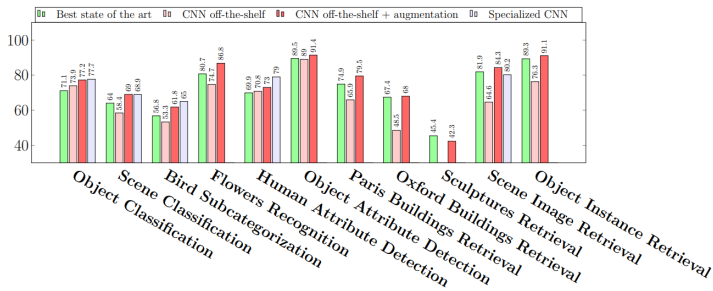 Best state of the art CNN off-the-shelf CNN off-the-shelf + augmentation Specialized CNN
100
80
60
40
71.1 73.9 77.2 77.7
64 58.4 69 68.9
56.8 53.3 61.8 65
80.7 74.7 86.8
69.9 70.8 73 79
89.5 89 91.4
74.9 65.9 79.5
67.4 48.5 68
45.4 42.3
81.9 64.6 84.3 80.2
89.3 76.3 91.1
Object Classification
Scene Classification
Bird Subcategorization
Flowers Recognition
Human Attribute Detection
Object Attribute Detection
Paris Buildings Retrieval
Oxford Buildings Retrieval
Sculptures Retrieval
Scene Image Retrieval
Object Instance Retrieval